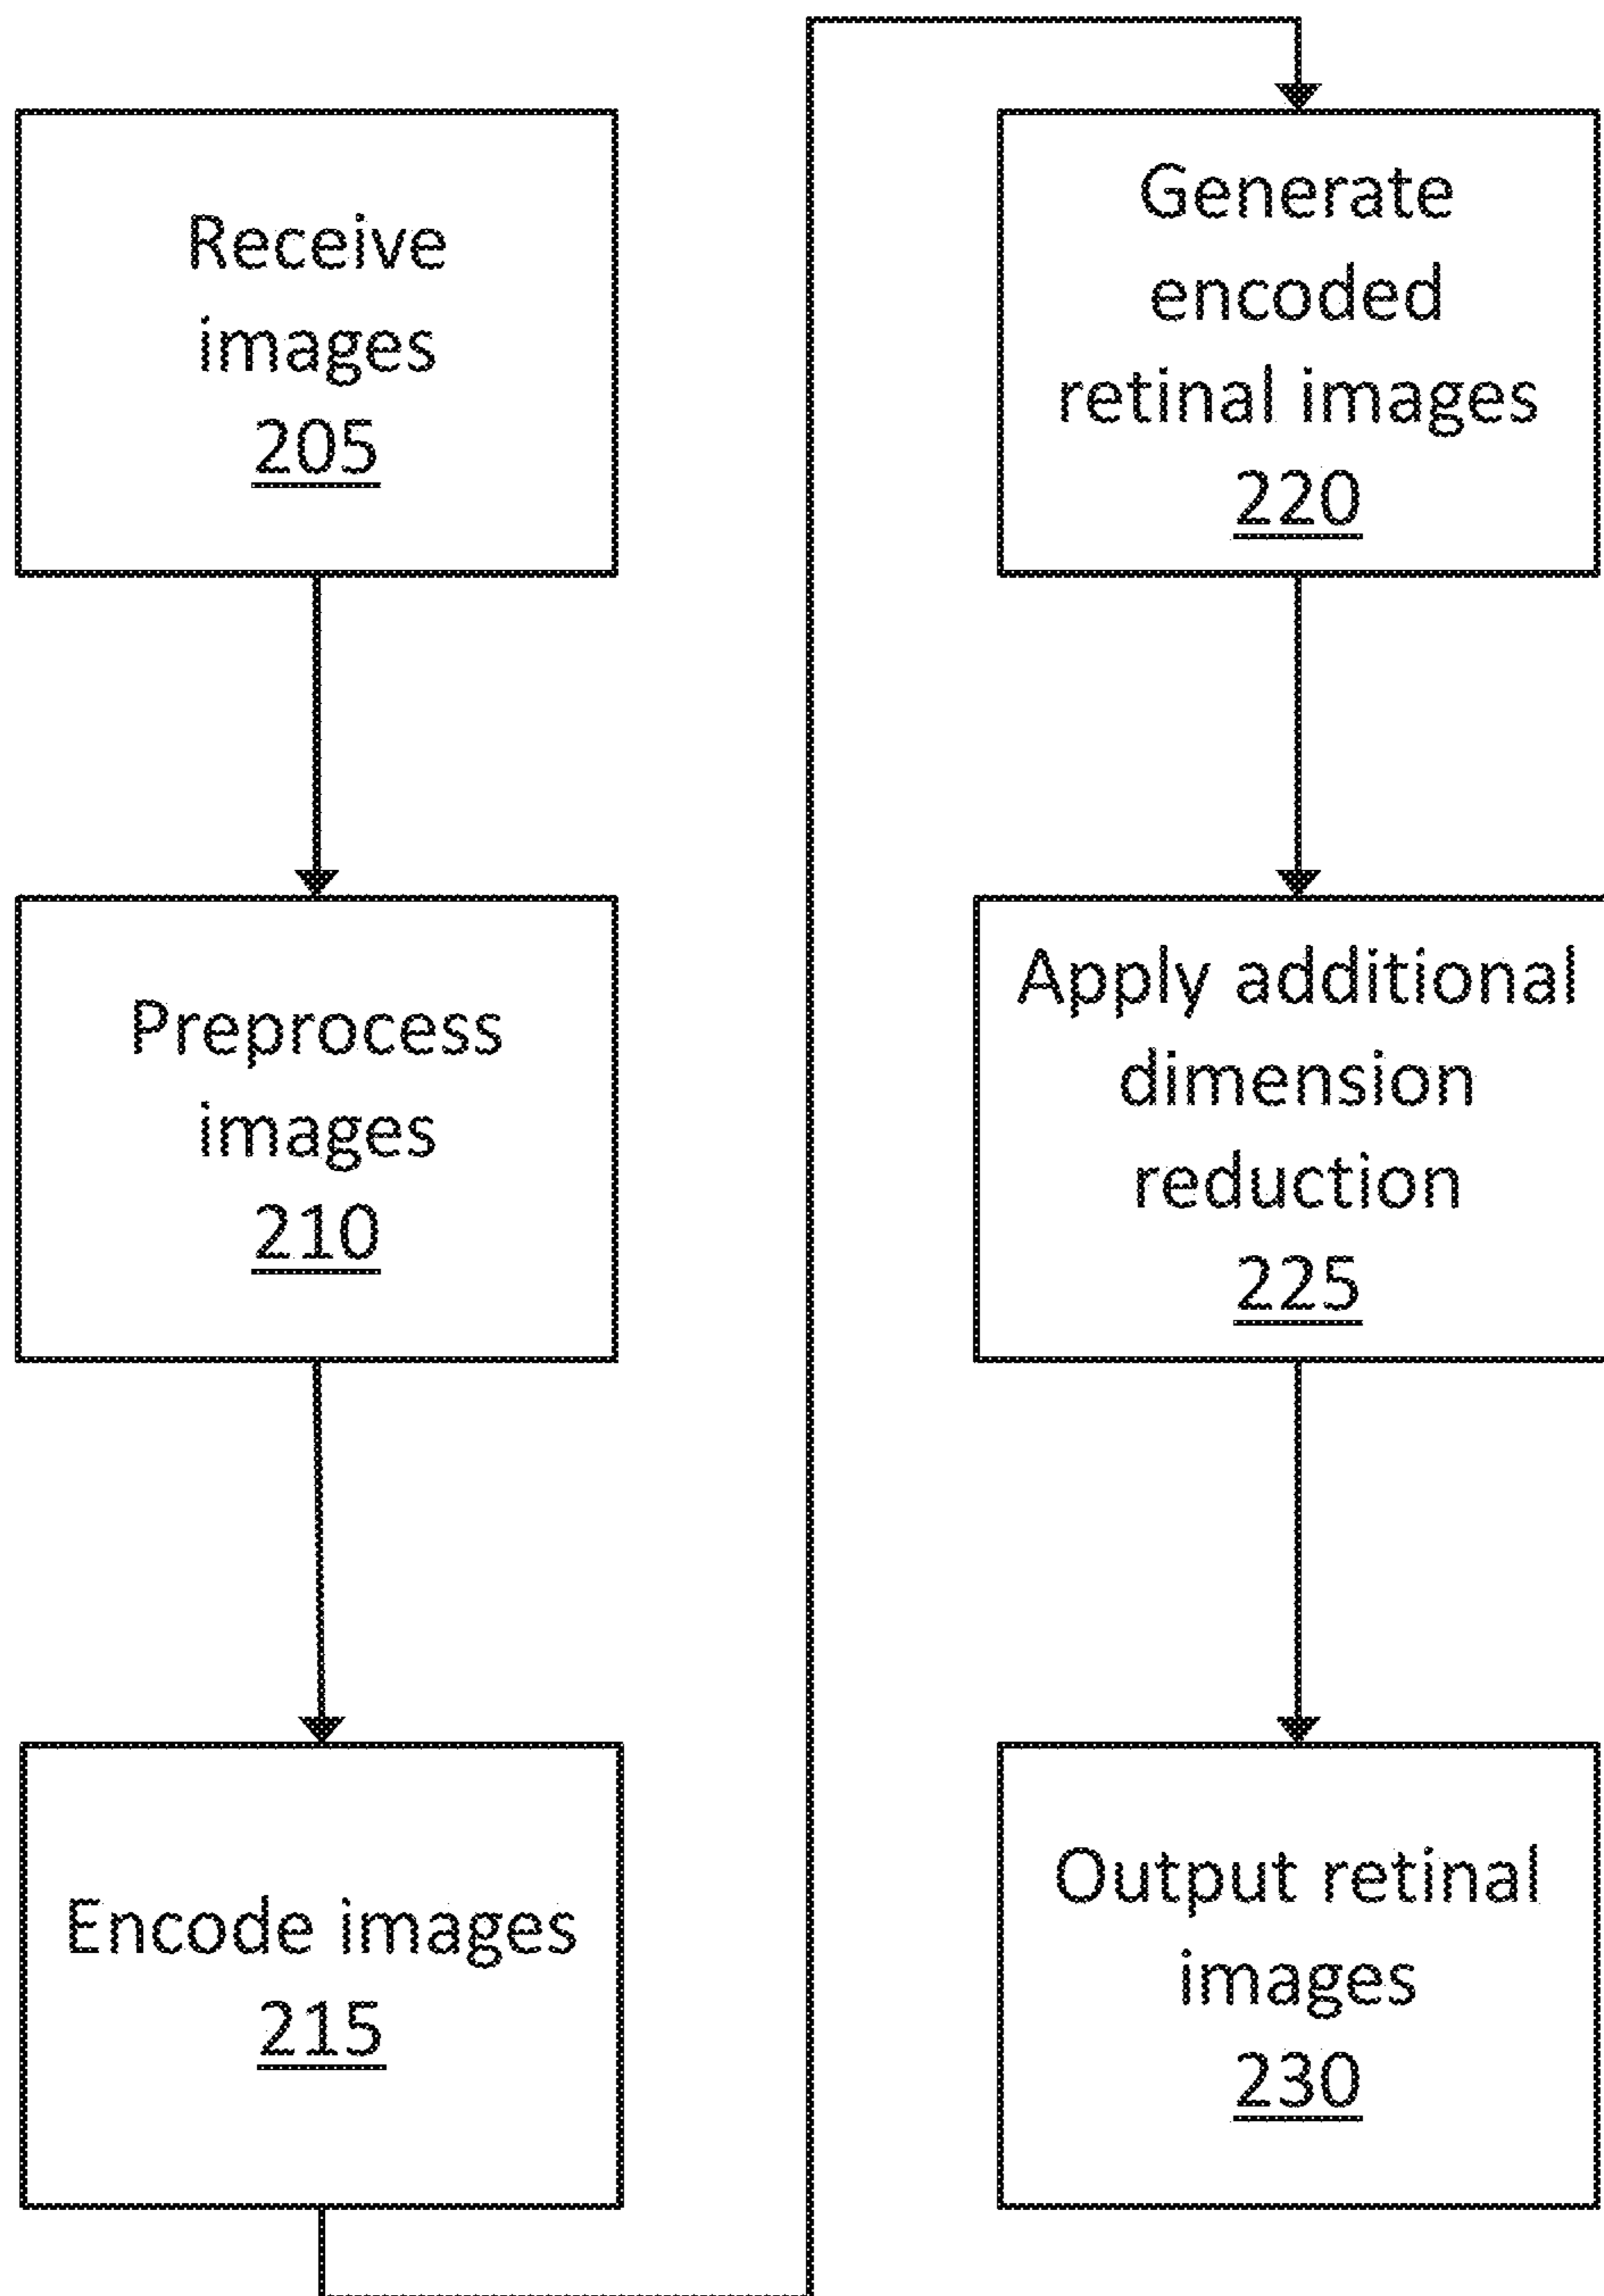 Receive
images
205
Preprocess
images
210
Encode images
215
Generate
encoded
retinal images
220
Apply additional
dimension
reduction
225
Output retinal
images
230